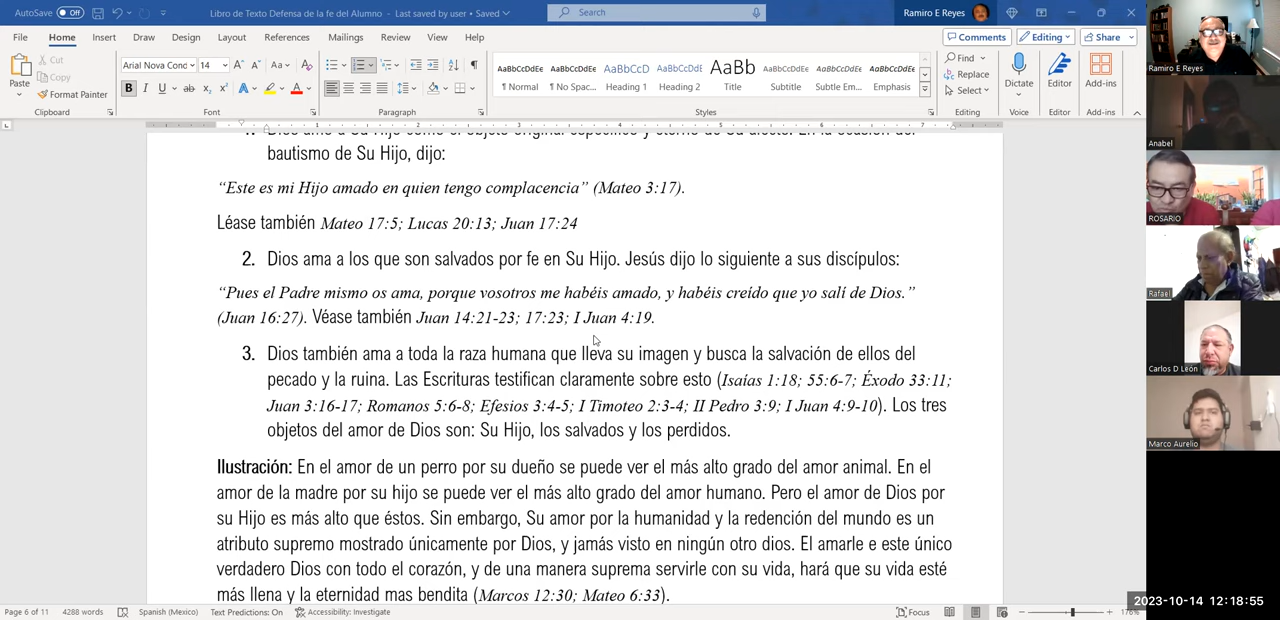 AutoSave Off Libro de Texto Defensa de la fe del Alumno - Last saved by user • Saved Search Ramiro E Reyes
File Home Insert Draw Design Layout References Mailings Review View Help Comments Editing Share
Paste Cut Copy Format Painter Clipboard
Arial Nova Conc 14 Font
Paragraph
AaBbCcDdEe Normal
AaBbCcDdEe No Spac...
AaBbCcD Heading 1
AaBbCcDdE Heading 2
AaBb Title
AaBbCcDdEe Subtitle
AaBbCcDdEe Subtle Em...
AaBbCcDdEe Emphasis
Styles
Find Replace Select Editing
Dictate Voice
Editor Editor
Add-ins Add-ins
bautismo de Su Hijo, dijo:
“Este es mi Hijo amado en quien tengo complacencia” (Mateo 3:17).
Léase también Mateo 17:5; Lucas 20:13; Juan 17:24
2. Dios ama a los que son salvados por fe en Su Hijo. Jesús dijo lo siguiente a sus discípulos:
“Pues el Padre mismo os ama, porque vosotros me habéis amado, y habéis creído que yo salí de Dios.”
(Juan 16:27). Véase también Juan 14:21-23; 17:23; I Juan 4:19.
3. Dios también ama a toda la raza humana que lleva su imagen y busca la salvación de ellos del
pecado y la ruina. Las Escrituras testifican claramente sobre esto (Isaías 1:18; 55:6-7; Éxodo 33:11;
Juan 3:16-17; Romanos 5:6-8; Efesios 3:4-5; I Timoteo 2:3-4; II Pedro 3:9; I Juan 4:9-10). Los tres
objetos del amor de Dios son: Su Hijo, los salvados y los perdidos.
Ilustración: En el amor de un perro por su dueño se puede ver el más alto grado del amor animal. En el
amor de la madre por su hijo se puede ver el más alto grado del amor humano. Pero el amor de Dios por
su Hijo es más alto que éstos. Sin embargo, Su amor por la humanidad y la redención del mundo es un
atributo supremo mostrado únicamente por Dios, y jamás visto en ningún otro dios. El amarle e este único
verdadero Dios con todo el corazón, y de una manera suprema servirle con su vida, hará que su vida esté
más llena y la eternidad mas bendita (Marcos 12:30; Mateo 6:33).
Page 6 of 11 4288 words Spanish (Mexico) Text Predictions: On Accessibility: Investigate Focus 176%
Ramiro E Reyes
Anabel
ROSARIO
Rafael
Carlos D León
Marco Aurelio
2023-10-14 12:18:55